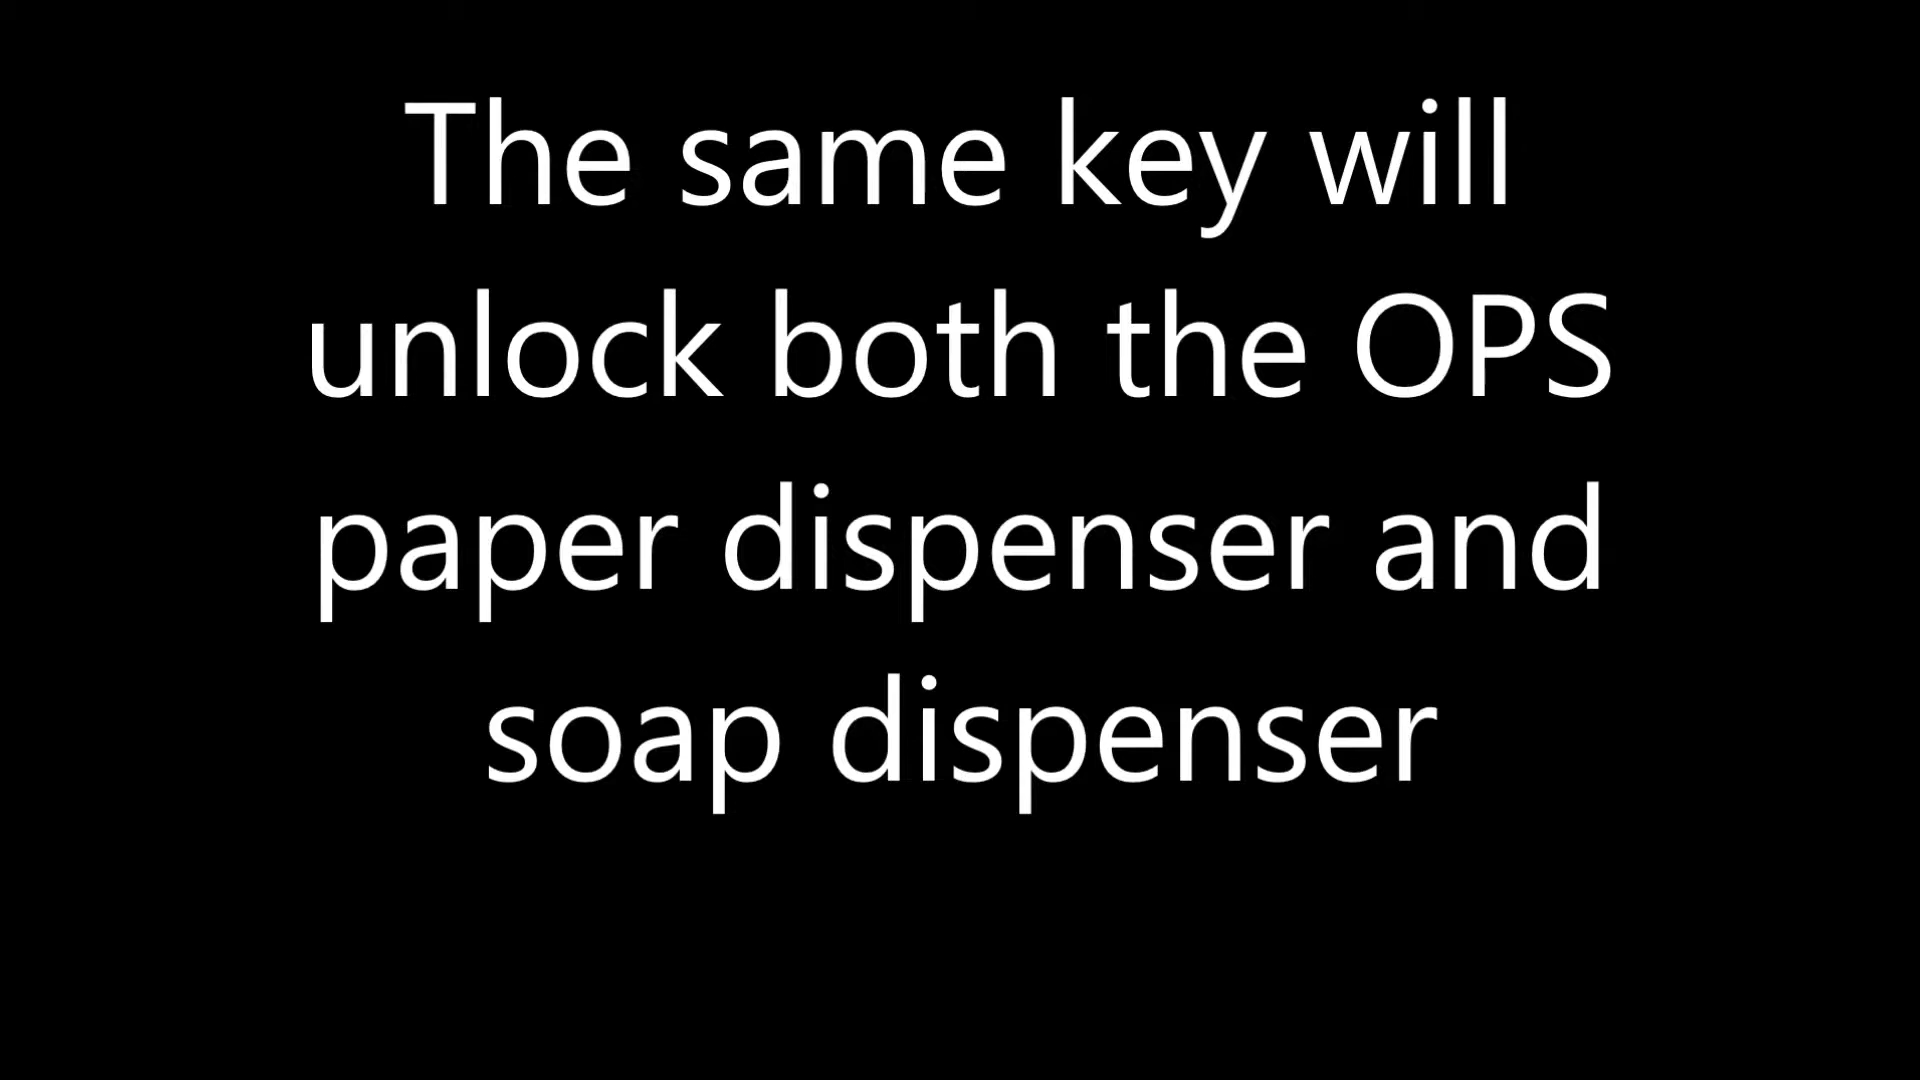 The same key will
unlock both the OPS
paper dispenser and
soap dispenser